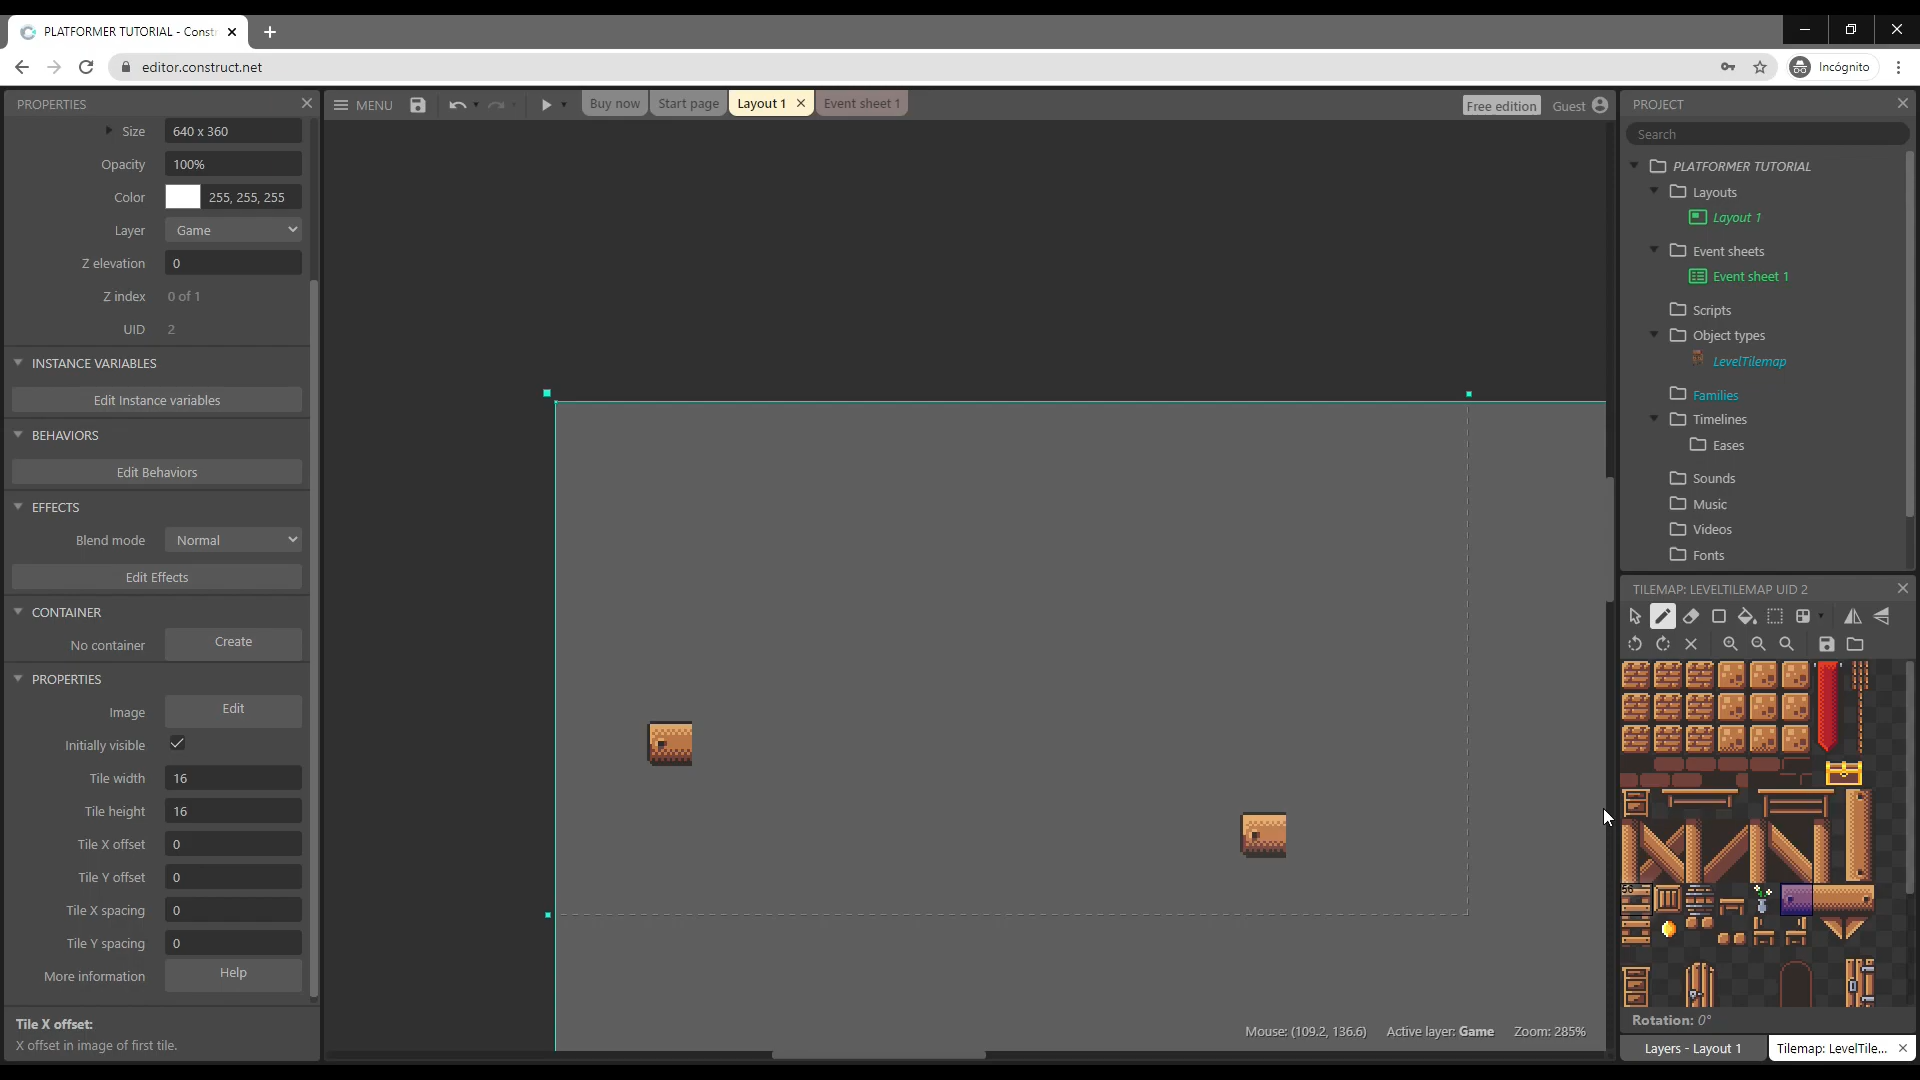 PLATFORMER TUTORIAL - Const
editor.construct.net
Incógnito
PROPERTIES
MENU
Buy now
Start page
Layout 1
Event sheet 1
Free edition
Guest
PROJECT
Size
640 x 360
Opacity
100%
Color
255, 255, 255
Layer
Game
Z elevation
0
Z index
0 of 1
UID
2
INSTANCE VARIABLES
Edit Instance variables
BEHAVIORS
Edit Behaviors
EFFECTS
Blend mode
Normal
Edit Effects
CONTAINER
No container
Create
PROPERTIES
Image
Edit
Initially visible
Tile width
16
Tile height
16
Tile X offset
0
Tile Y offset
0
Tile X spacing
0
Tile Y spacing
0
More information
Help
Tile X offset:
X offset in image of first tile.
Mouse: (109.2, 136.6)
Active layer: Game
Zoom: 285%
Search
PLATFORMER TUTORIAL
Layouts
Layout 1
Event sheets
Event sheet 1
Scripts
Object types
LevelTilemap
Families
Timelines
Eases
Sounds
Music
Videos
Fonts
TILEMAP: LEVELTILEMAP UID 2
Rotation: 0°
Layers - Layout 1
Tilemap: LevelTile...